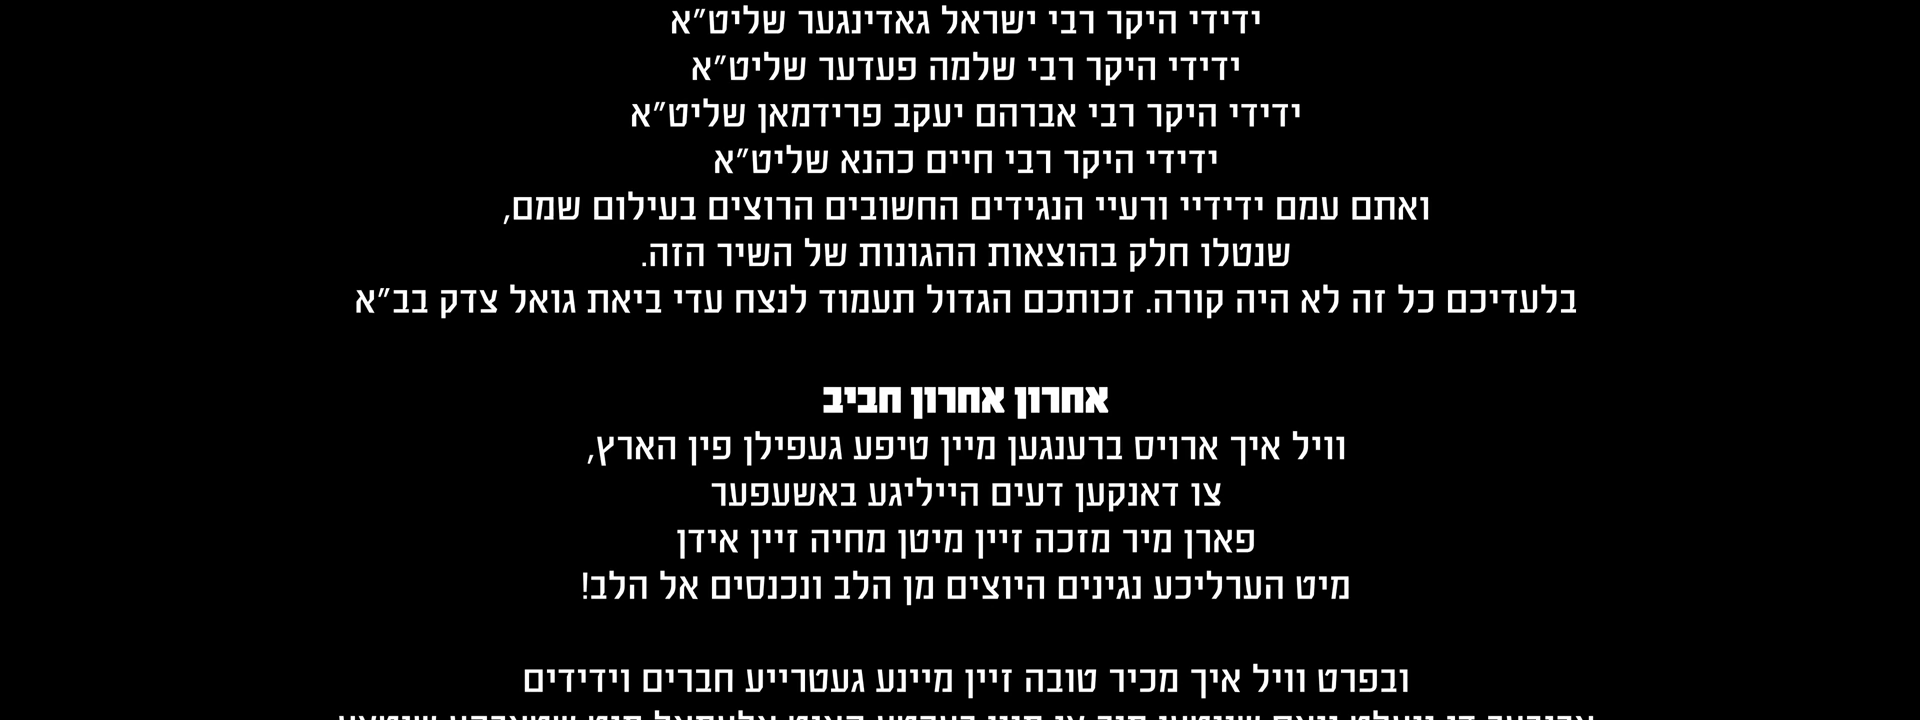 ידידי היקר רבי ישראל גאדינגער שליט"א
ידידי היקר רבי שלמה פעדער שליט"א
ידידי היקר רבי אברהם יעקב פרידמאן שליט"א
ידידי היקר רבי חיים כהנא שליט"א
ואתם עמם ידידיי ורעיי הנגידים החשובים הרוצים בעילום שמם,
שנטלו חלק בהוצאות ההגונות של השיר הזה.
בלעדיכם כל זה לא היה קורה. זכותכם הגדול תעמוד לנצח עדי ביאת גואל צדק בב"א
אחרון אחרון חביב
וויל איך ארויס ברענגען מיין טיפע געפילן פין הארץ,
צו דאנקען דעים הייליגע באשעפער
פארן מיר מזכה זיין מיטן מחיה זיין אידן
מיט הערליכע נגינים היוצים מן הלב ונכנסים אל הלב!
ובפרט וויל איך מכיר טובה זיין מיינע געטרייע חברים וידידים